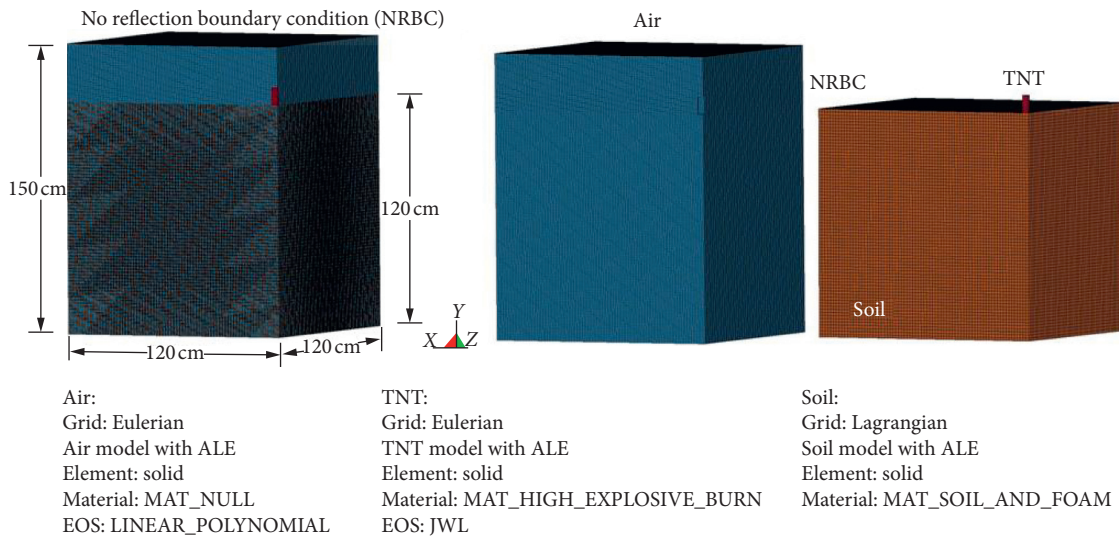 No reflection boundary condition (NRBC)
Air
NRBC
TNT
150 cm
120 cm
Soil
Y
X
Z
120 cm
120 cm
Air:
Grid: Eulerian
Air model with ALE
Element: solid
Material: MAT_NULL
EOS: LINEAR_POLYNOMIAL
TNT:
Grid: Eulerian
TNT model with ALE
Element: solid
Material: MAT_HIGH_EXPLOSIVE_BURN
EOS: JWL
Soil:
Grid: Lagrangian
Soil model with ALE
Element: solid
Material: MAT_SOIL_AND_FOAM